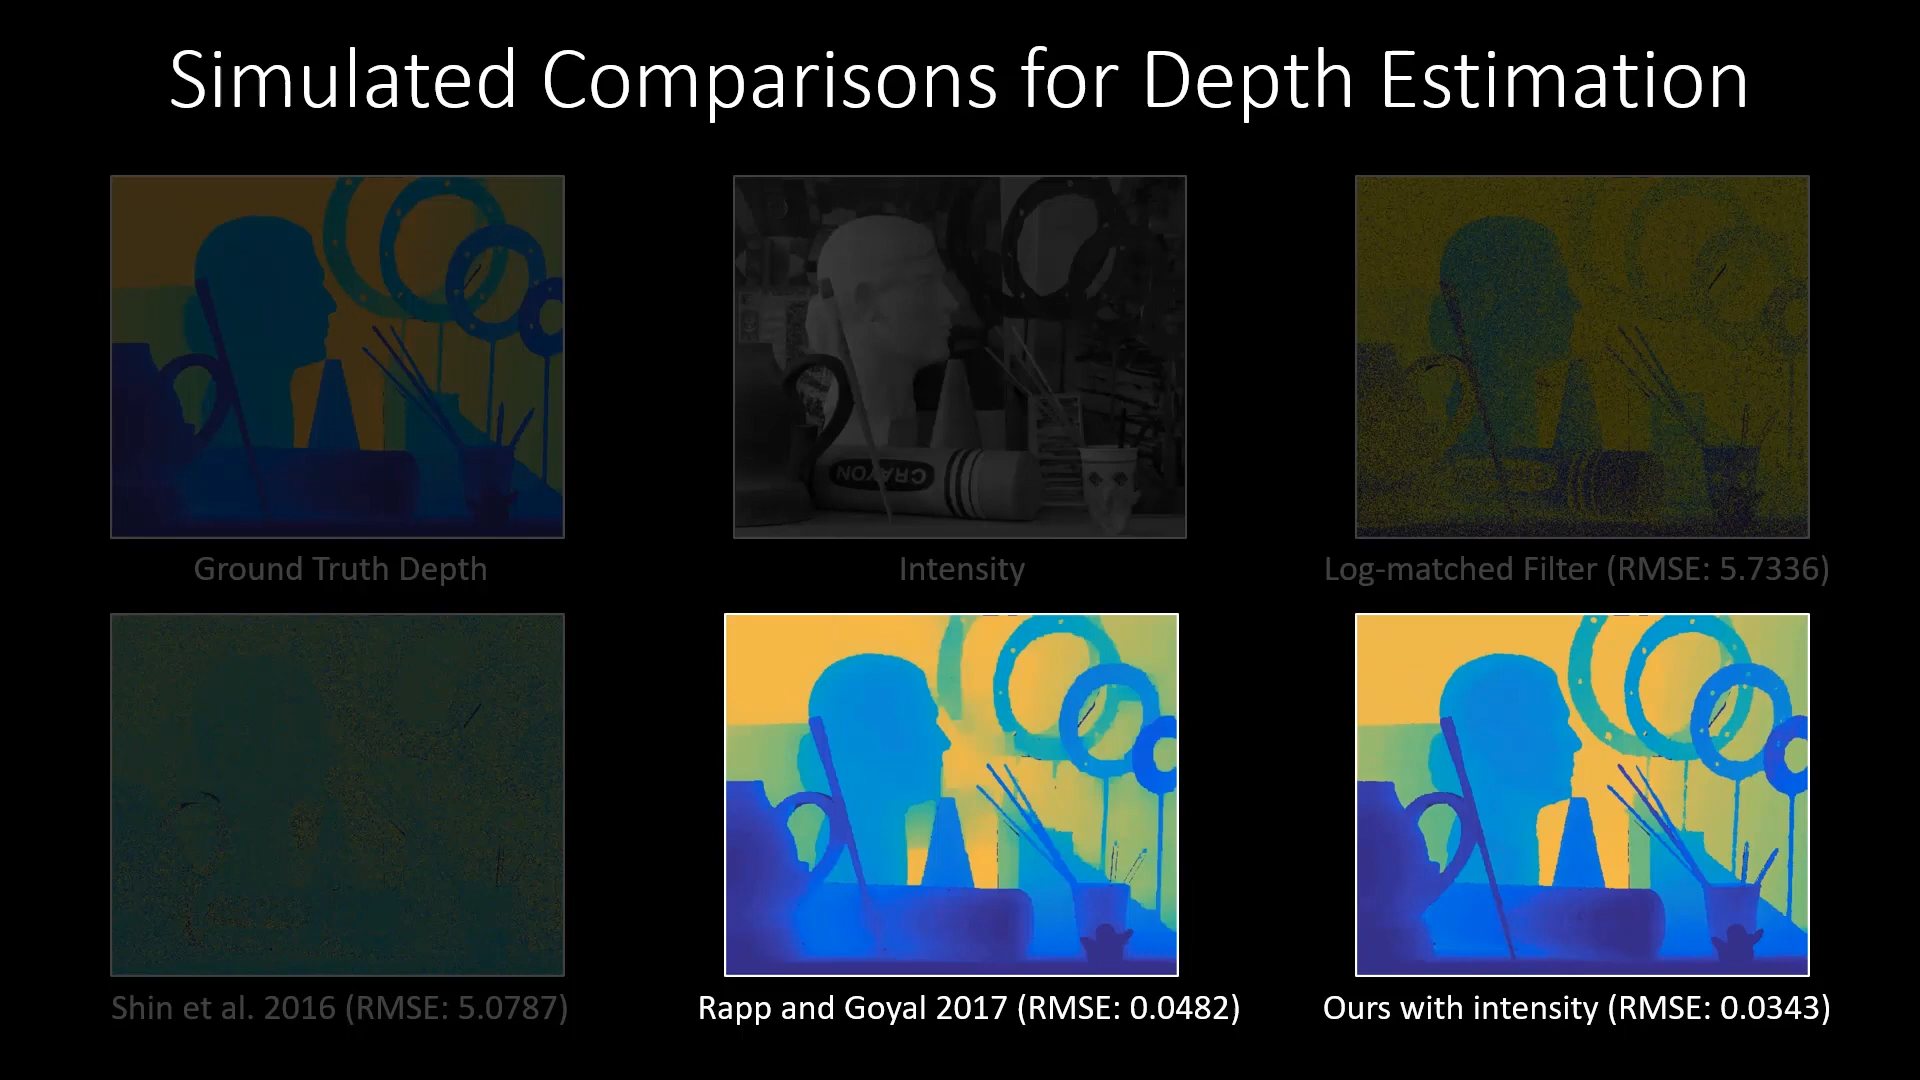 Simulated Comparisons for Depth Estimation
CRAYON
Ground Truth Depth
Intensity
Log-matched Filter (RMSE: 5.7336)
Shin et al. 2016 (RMSE: 5.0787)
Rapp and Goyal 2017 (RMSE: 0.0482)
Ours with intensity (RMSE: 0.0343)